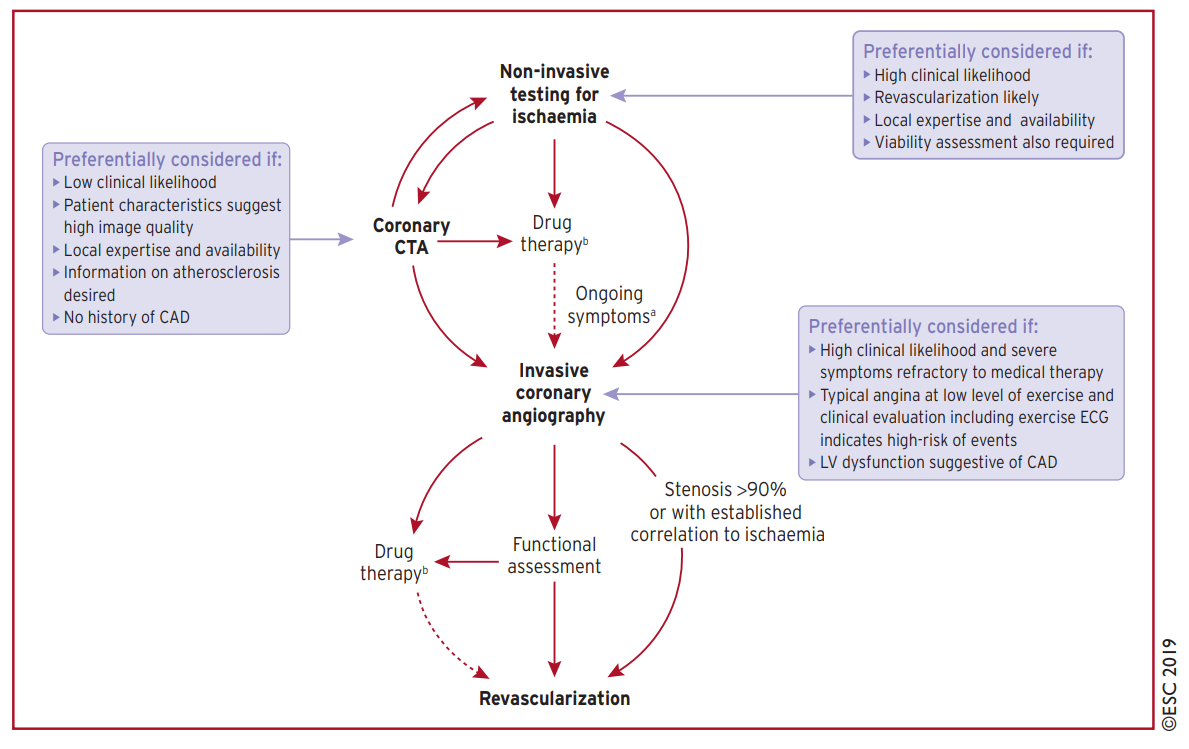 Non-invasive
testing for
ischaemia
Preferentially considered if:
High clinical likelihood
Revascularization likely
Local expertise and availability
Viability assessment also required
Preferentially considered if:
Low clinical likelihood
Patient characteristics suggest
high image quality
Local expertise and availability
Information on atherosclerosis
desired
No history of CAD
Coronary
CTA
Drug
therapyᵇ
Ongoing
symptomsᵃ
Preferentially considered if:
High clinical likelihood and severe
symptoms refractory to medical therapy
Typical angina at low level of exercise and
clinical evaluation including exercise ECG
indicates high-risk of events
LV dysfunction suggestive of CAD
Invasive
coronary
angiography
Stenosis >90%
or with established
correlation to ischaemia
Drug
therapyᵇ
Functional
assessment
Revascularization
©ESC 2019